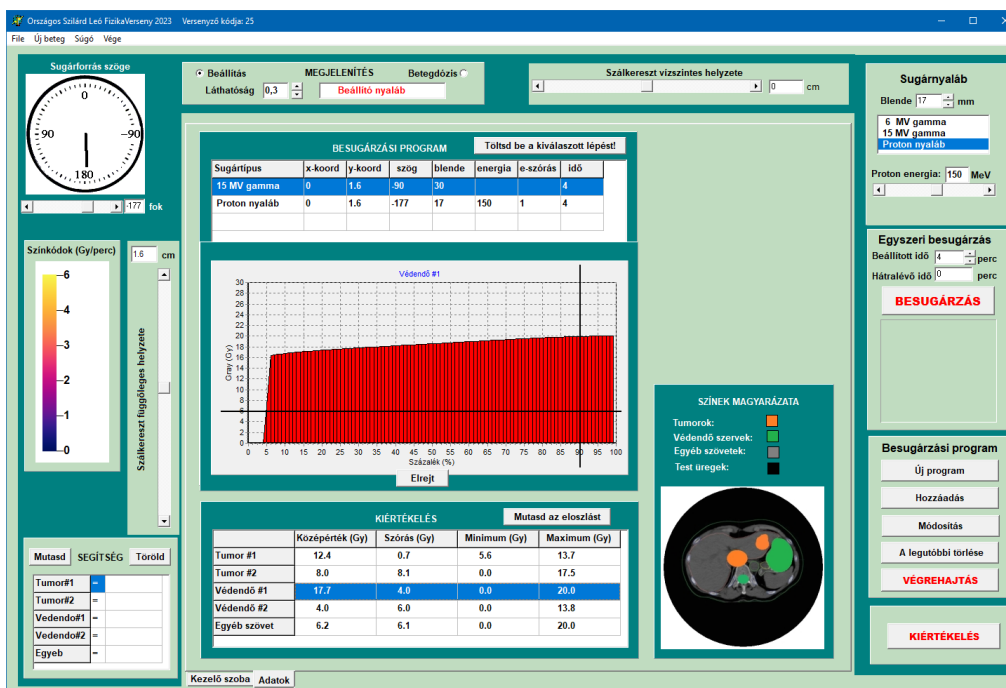 Országos Szilárd Leó FizikaVerseny 2023 Versenyző kódja: 25
File Új beteg Súgó Vége
Sugárforrás szöge
0
-90 -90
180
-177 fok
Beállítás MEGJELENÍTÉS Betegdózis
Láthatóság 0,3 Beállító nyaláb
Szálkereszt vízszintes helyzete
0 cm
Sugárnyaláb
Blende 17 mm
6 MV gamma
15 MV gamma
Proton nyaláb
Proton energia: 150 MeV
BESUGÁRZÁSI PROGRAM Töltsd be a kiválaszott lépést!
Sugártípus x-koord y-koord szög blende energia e-szórás idő
15 MV gamma 0 1.6 -90 30 4
Proton nyaláb 0 1.6 -177 17 150 1 4
Színkódok (Gy/perc)
6
5
4
3
2
1
0
1.6 cm
Szálkereszt függőleges helyzete
Védendő #1
Gray (Gy)
30
28
26
24
22
20
18
16
14
12
10
8
6
4
2
0
0 5 10 15 20 25 30 35 40 45 50 55 60 65 70 75 80 85 90 95 100
Százalék (%)
Elrejt
Egyszeri besugárzás
Beállított idő 4 perc
Hátralévő idő 0 perc
BESUGÁRZÁS
SZÍNEK MAGYARÁZATA
Tumorok:
Védendő szervek:
Egyéb szövetek:
Test üregek:
Besugárzási program
Új program
Hozzáadás
Módosítás
A legutóbbi törlése
VÉGREHAJTÁS
KIÉRTÉKELÉS
KIÉRTÉKELÉS Mutasd az eloszlást
Középérték (Gy) Szórás (Gy) Minimum (Gy) Maximum (Gy)
Tumor #1 12.4 0.7 5.6 13.7
Tumor #2 8.0 8.1 0.0 17.5
Védendő #1 17.7 4.0 0.0 20.0
Védendő #2 4.0 6.0 0.0 13.8
Egyéb szövet 6.2 6.1 0.0 20.0
Mutasd SEGÍTSÉG Töröld
Tumor#1 =
Tumor#2 =
Vedendo#1 =
Vedendo#2 =
Egyeb =
Kezelő szoba Adatok